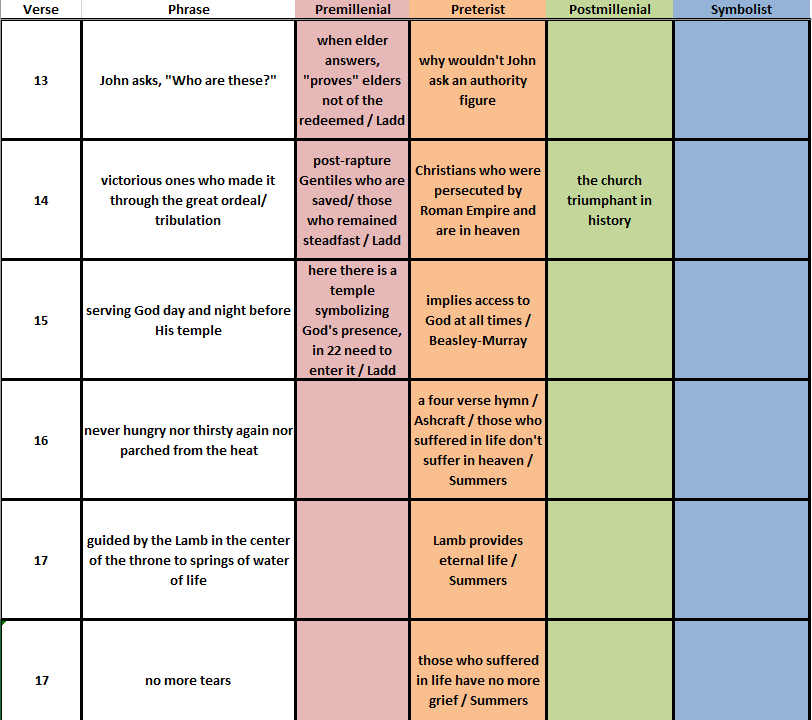 Verse Phrase Premillenial Preterist Postmillenial Symbolist
13
John asks, "Who are these?"
when elder
answers,
"proves" elders
not of the
redeemed / Ladd
why wouldn't John
ask an authority
figure
14
victorious ones who made it
through the great ordeal/
tribulation
post-rapture
Gentiles who are
saved/ those
who remained
steadfast / Ladd
Christians who were
persecuted by
Roman Empire and
are in heaven
the church
triumphant in
history
15
serving God day and night before
His temple
here there is a
temple
symbolizing
God's presence,
in 22 need to
enter it / Ladd
implies access to
God at all times /
Beasley-Murray
16
never hungry nor thirsty again nor
parched from the heat
a four verse hymn /
Ashcraft / those who
suffered in life don't
suffer in heaven /
Summers
17
guided by the Lamb in the center
of the throne to springs of water
of life
Lamb provides
eternal life /
Summers
17
no more tears
those who suffered
in life have no more
grief / Summers